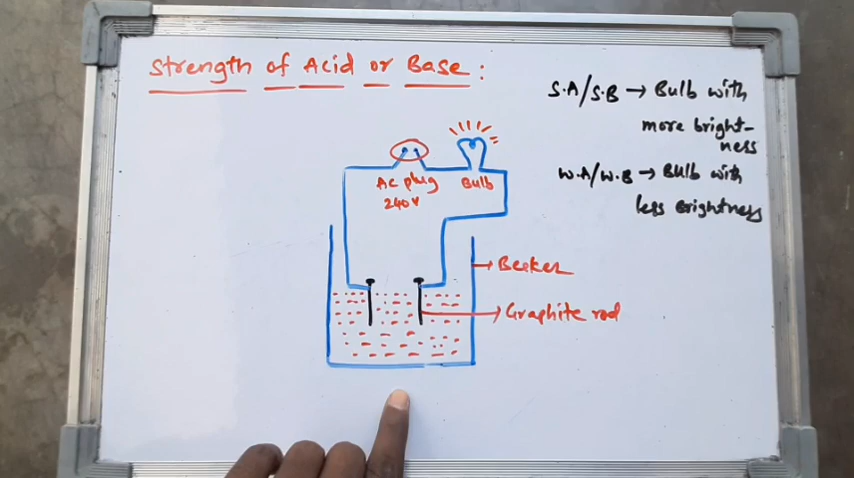 Strength of Acid or Base :
S.A/S.B → Bulb with
more bright-
ness
W.A/W.B → Bulb with
less Brightness
Ac plug
240V
Bulb
→ Beaker
→ Graphite rod